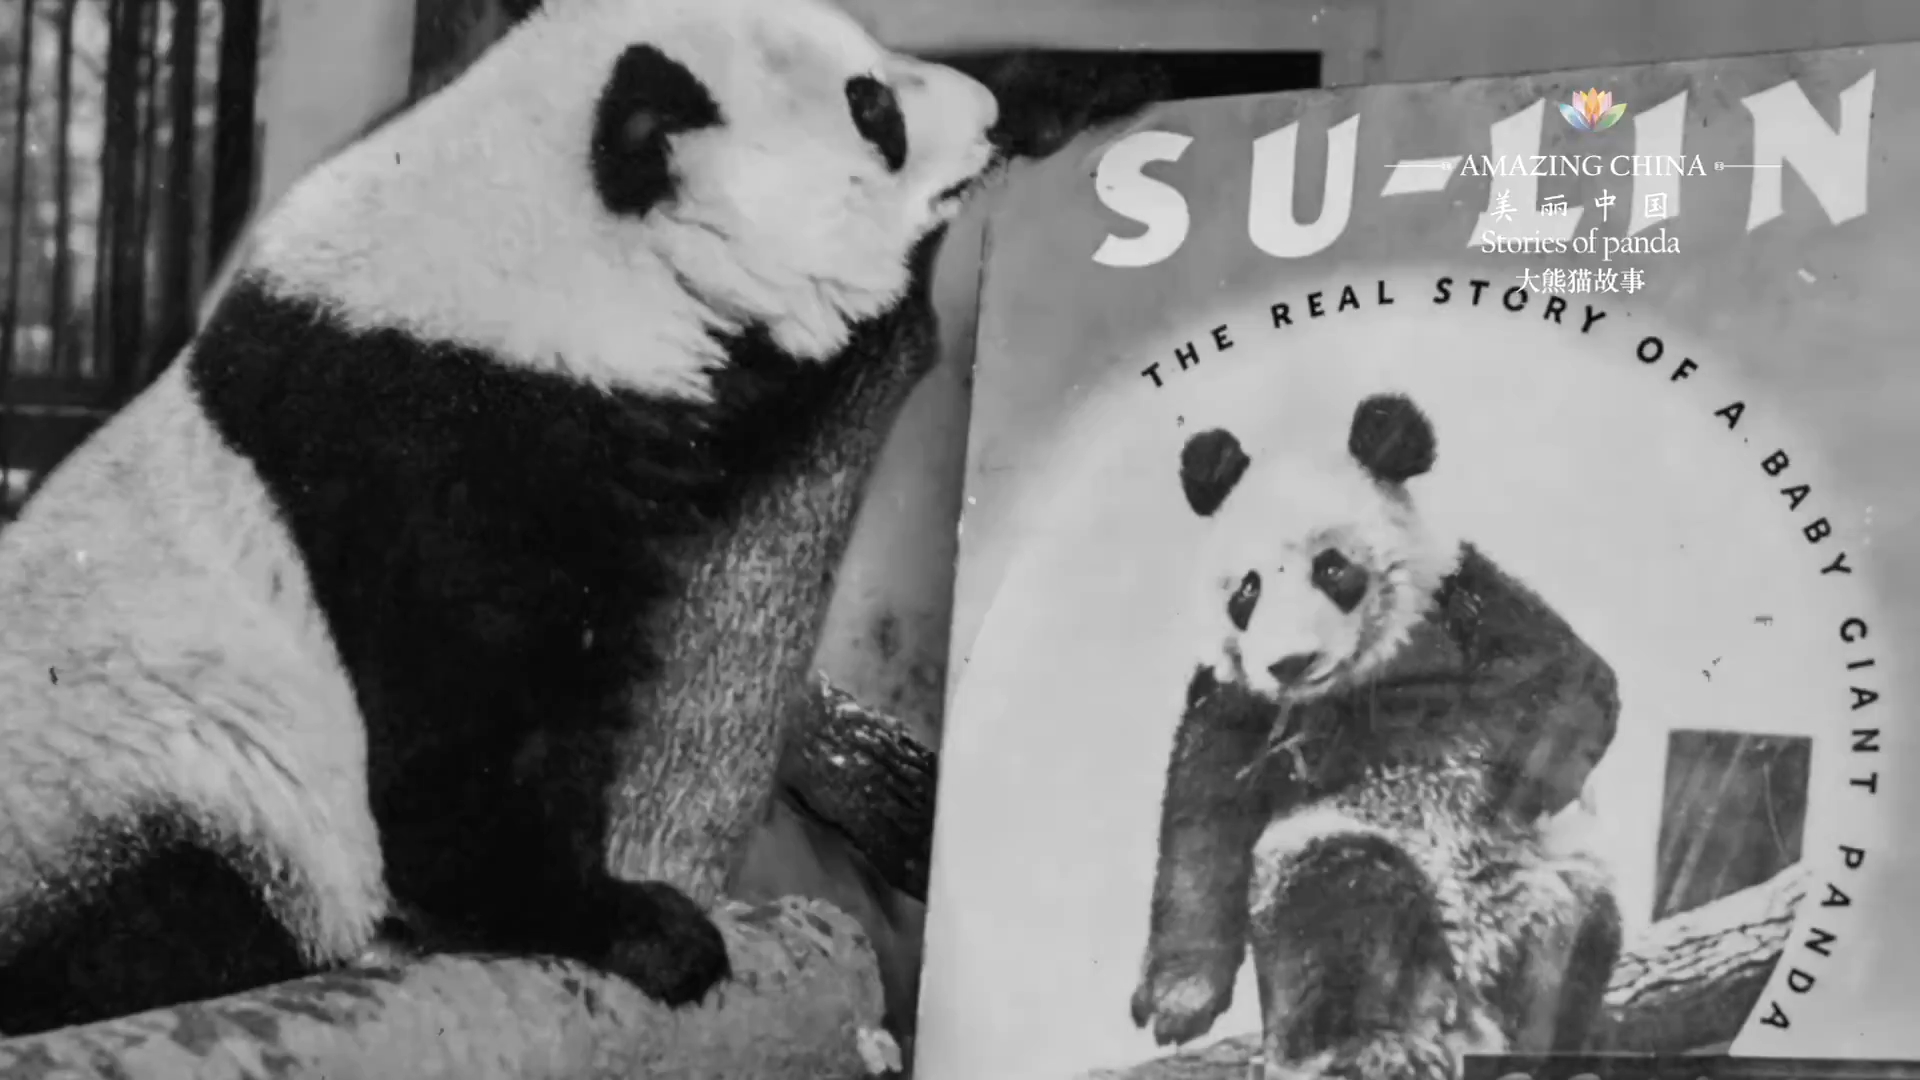 SU-LIN
THE REAL STORY OF A BABY GIANT PANDA
AMAZING CHINA
美丽中国
Stories of panda
大熊猫故事